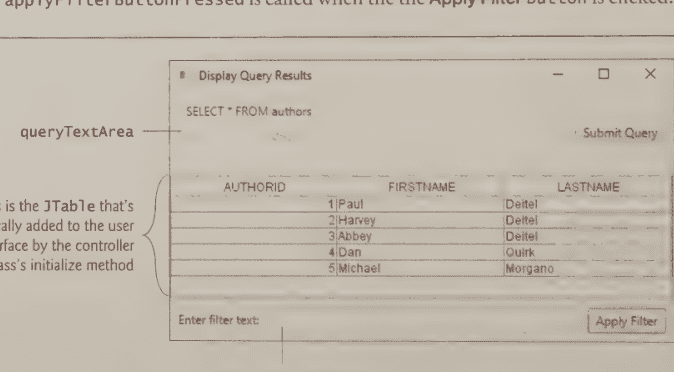 applyFilterButtonPressed is called when the the Apply Filter Button is clicked.
Display Query Results
SELECT * FROM authors
queryTextArea
Submit Query
AUTHORID FIRSTNAME LASTNAME
1 Paul Deitel
2 Harvey Deitel
3 Abbey Deitel
4 Dan Quirk
5 Michael Morgano
is the JTable that's
ally added to the user
rface by the controller
ass's initialize method
Enter filter text:
Apply Filter